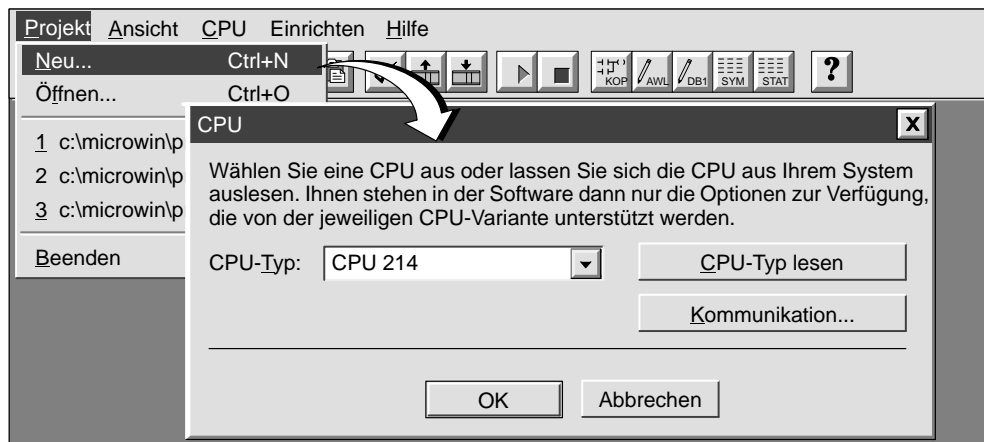 Projekt Ansicht CPU Einrichten Hilfe
Neu... Ctrl+N
Öffnen... Ctrl+O
1 c:\microwin\p
2 c:\microwin\p
3 c:\microwin\p
Beenden
KOP AWL DB1 SYM STAT ?
CPU X
Wählen Sie eine CPU aus oder lassen Sie sich die CPU aus Ihrem System
auslesen. Ihnen stehen in der Software dann nur die Optionen zur Verfügung,
die von der jeweiligen CPU-Variante unterstützt werden.
CPU-Typ: CPU 214 CPU-Typ lesen
Kommunikation...
OK Abbrechen